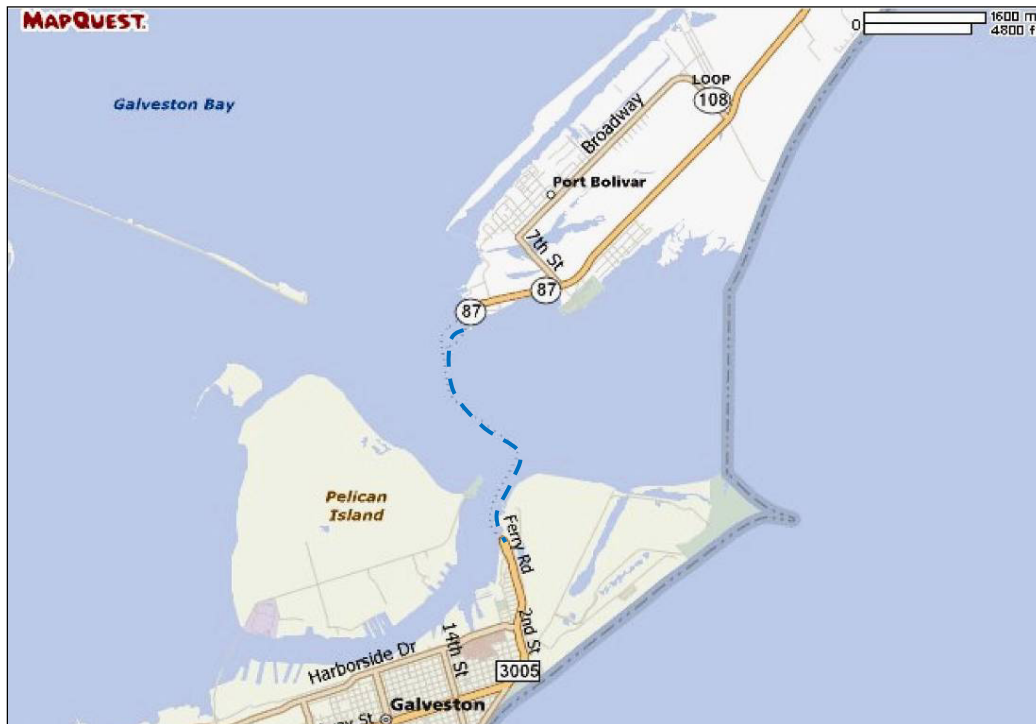 MAPQUEST.
0
1600 m
4800 f
Galveston Bay
LOOP
108
Broadway
Port Bolivar
7th St
87
87
Pelican
Island
Ferry Rd
2nd St
14th St
Harborside Dr
3005
Galveston
St